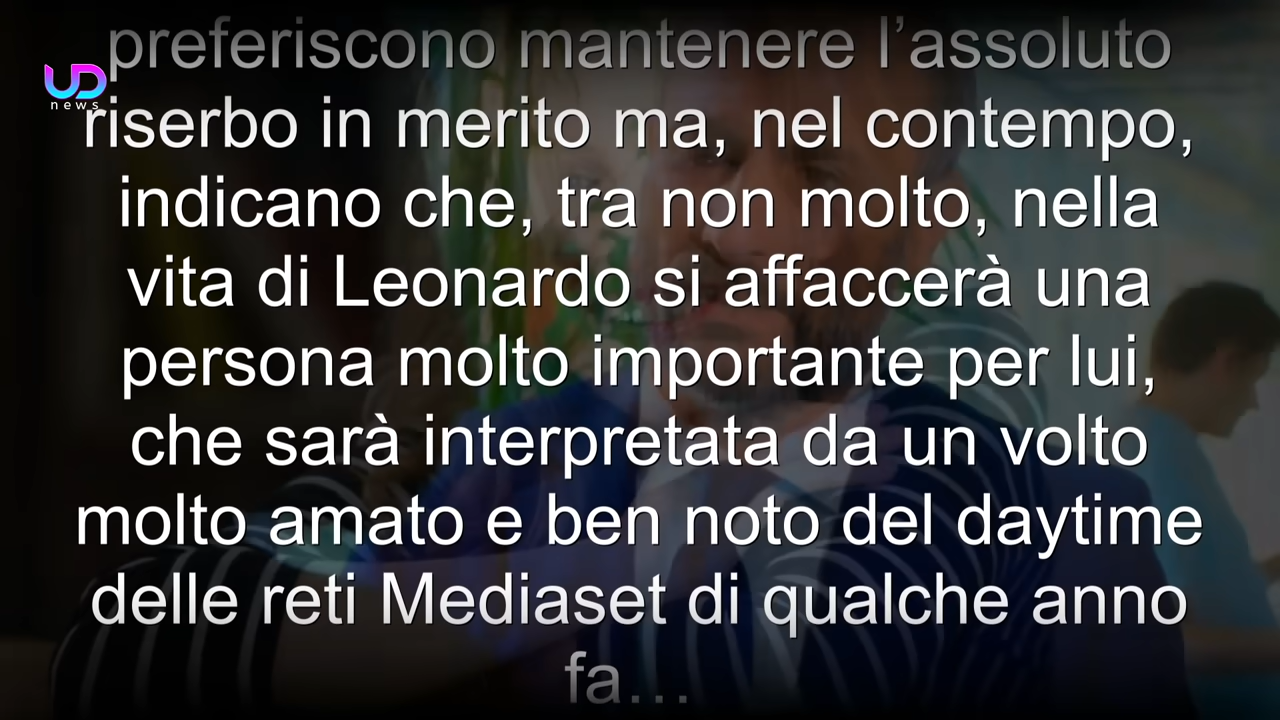 preferiscono mantenere l’assoluto
UD
news
riserbo in merito ma, nel contempo,
indicano che, tra non molto, nella
vita di Leonardo si affaccerà una
persona molto importante per lui,
che sarà interpretata da un volto
molto amato e ben noto del daytime
delle reti Mediaset di qualche anno
fa…